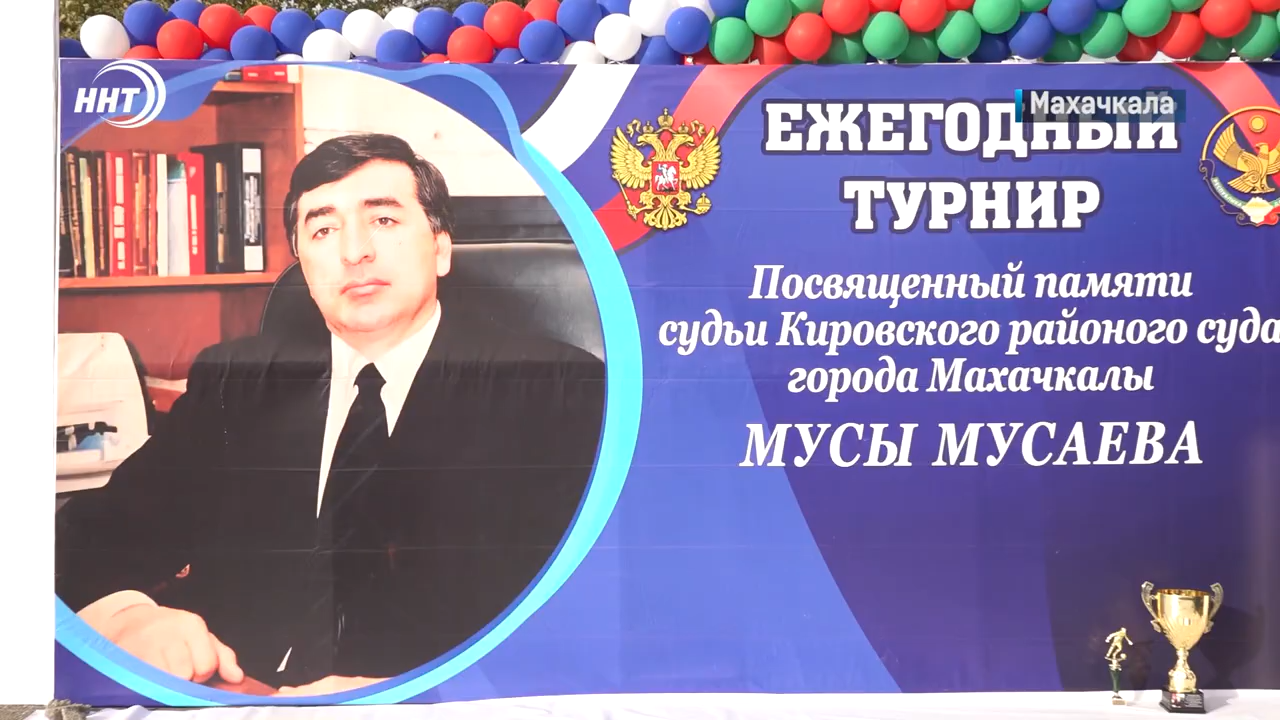 ННТ
Махачкала
ЕЖЕГОДНЫЙ
ТУРНИР
Посвященный памяти
судьи Кировского районого суда
города Махачкалы
МУСЫ МУСАЕВА